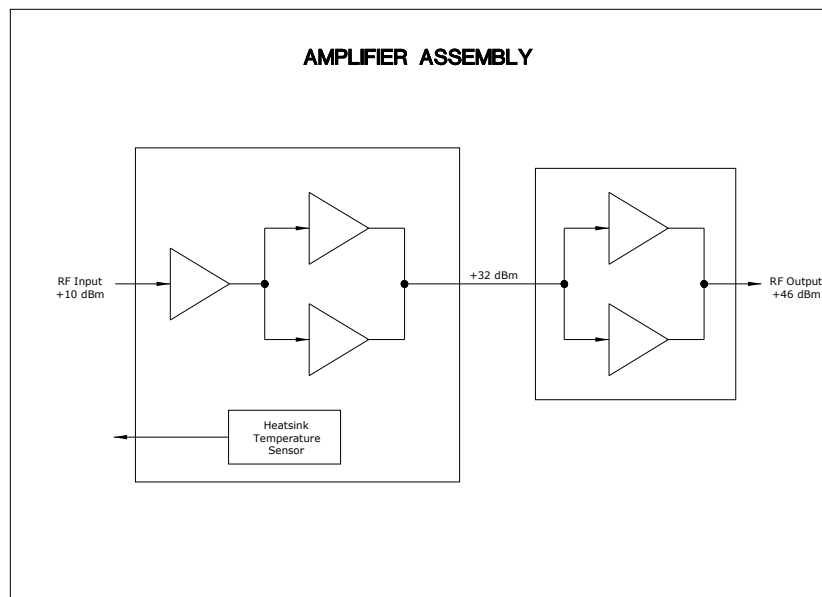 AMPLIFIER ASSEMBLY
RF Input
+10 dBm
+32 dBm
RF Output
+46 dBm
Heatsink
Temperature
Sensor